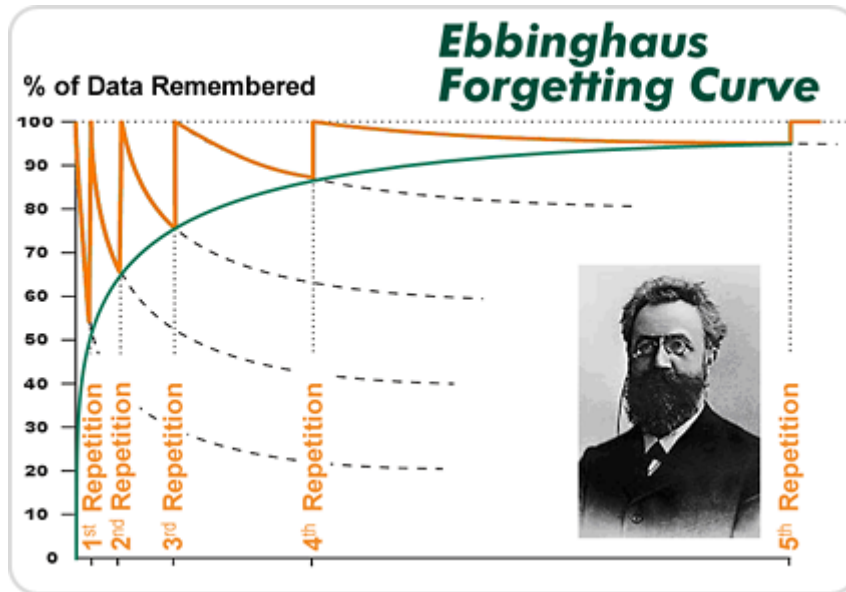 Ebbinghaus
Forgetting Curve
% of Data Remembered
100
90
80
70
60
50
40
30
20
10
0
1st Repetition
2nd Repetition
3rd Repetition
4th Repetition
5th Repetition